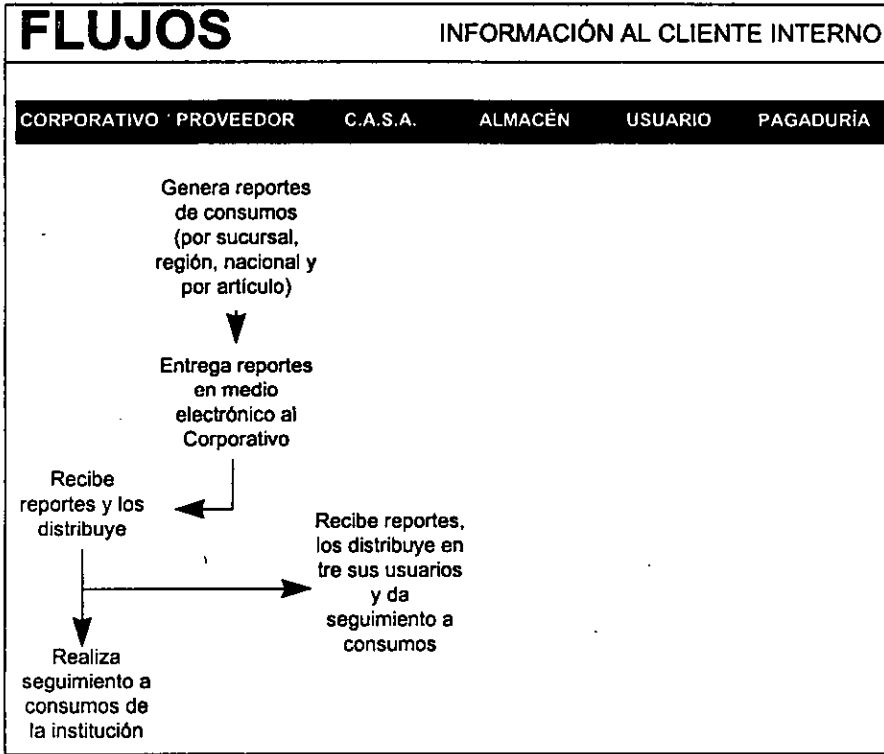 FLUJOS
INFORMACIÓN AL CLIENTE INTERNO
CORPORATIVO PROVEEDOR C.A.S.A. ALMACÉN USUARIO PAGADURÍA
Genera reportes
de consumos
(por sucursal,
región, nacional y
por artículo)
Entrega reportes
en medio
electrónico al
Corporativo
Recibe
reportes y los
distribuye
Recibe reportes,
los distribuye en
tre sus usuarios
y da
seguimiento a
consumos
Realiza
seguimiento a
consumos de
la institución